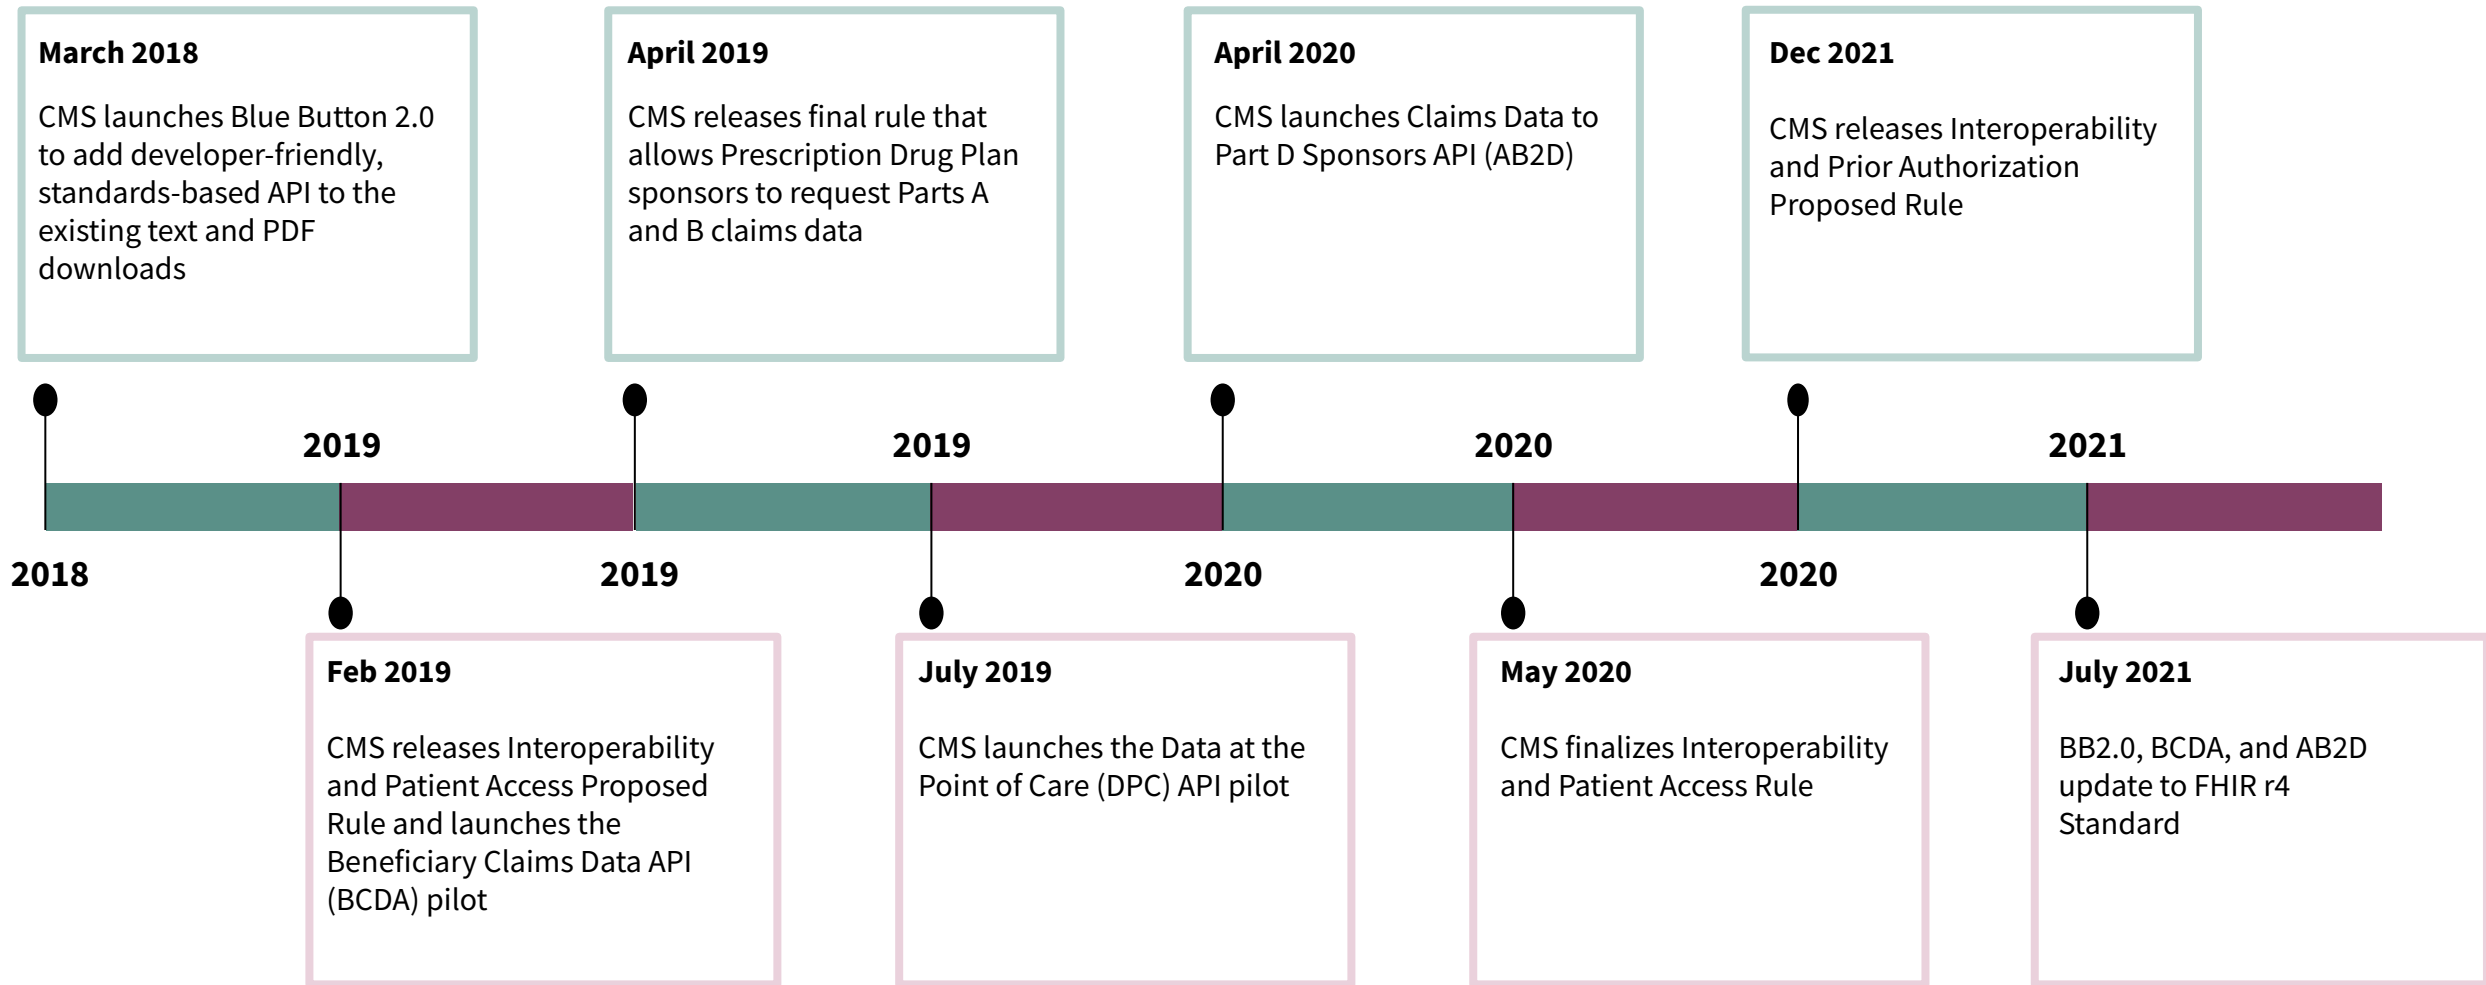 March 2018
CMS launches Blue Button 2.0
to add developer-friendly,
standards-based API to the
existing text and PDF
downloads
April 2019
CMS releases final rule that
allows Prescription Drug Plan
sponsors to request Parts A
and B claims data
April 2020
CMS launches Claims Data to
Part D Sponsors API (AB2D)
Dec 2021
CMS releases Interoperability
and Prior Authorization
Proposed Rule
2019
2019
2020
2021
2018
2019
2020
2020
Feb 2019
CMS releases Interoperability
and Patient Access Proposed
Rule and launches the
Beneficiary Claims Data API
(BCDA) pilot
July 2019
CMS launches the Data at the
Point of Care (DPC) API pilot
May 2020
CMS finalizes Interoperability
and Patient Access Rule
July 2021
BB2.0, BCDA, and AB2D
update to FHIR r4
Standard